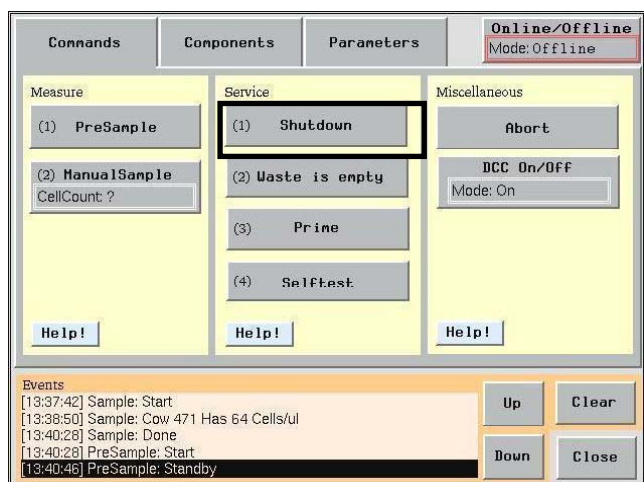 Commands
Components
Parameters
Online/Offline
Mode: Offline
Measure
(1) PreSample
(2) ManualSample
CellCount: ?
Help!
Service
(1) Shutdown
(2) Waste is empty
(3) Prime
(4) Selftest
Help!
Miscellaneous
Abort
DCC On/Off
Mode: On
Help!
Events
[13:37:42] Sample: Start
[13:38:50] Sample: Cow 471 Has 64 Cells/ul
[13:40:28] Sample: Done
[13:40:28] PreSample: Start
[13:40:46] PreSample: Standby
Up
Clear
Down
Close